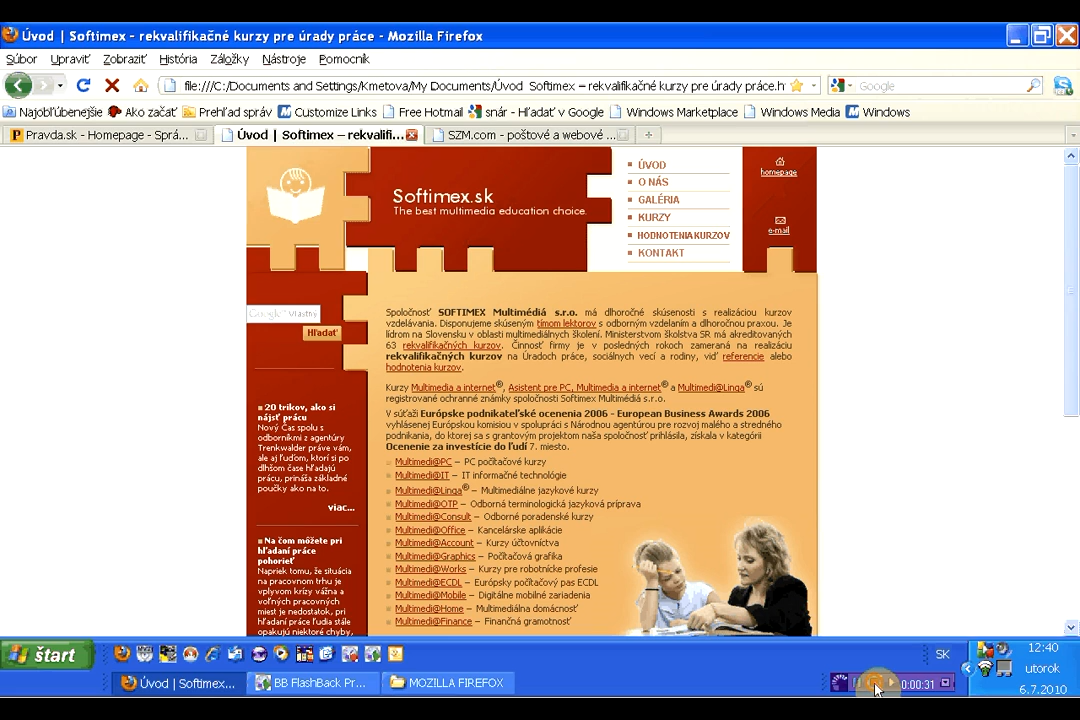 Úvod | Softimex - rekvalifikačné kurzy pre úrady práce - Mozilla Firefox
Súbor Upraviť Zobraziť História Záložky Nástroje Pomocník
file:///C:/Documents and Settings/Kmetova/My Documents/Úvod Softimex – rekvalifikačné kurzy pre úrady práce.h
Google
Najobľúbenejšie Ako začať Prehľad správ Customize Links Free Hotmail snár - Hľadať v Google Windows Marketplace Windows Media Windows
Pravda.sk - Homepage - Sprá... Úvod | Softimex – rekvalifi... SZM.com - poštové a webové ...
Softimex.sk
The best multimedia education choice.
ÚVOD
O NÁS
GALÉRIA
KURZY
HODNOTENIA KURZOV
KONTAKT
homepage
e-mail
Google Vlastný
Hľadať
20 trikov, ako si
nájsť prácu
Nový Čas spolu s
odborníkmi z agentúry
Trenkwalder práve vám,
ale aj ľuďom, ktorí si po
dlhšom čase hľadajú
prácu, prináša základné
poučky ako na to.
viac...
Na čom môžete pri
hľadaní práce
pohorieť
Napriek tomu, že situácia
na pracovnom trhu je
vplyvom krízy vážna a
voľných pracovných
miest je nedostatok, pri
hľadaní práce ľudia stále
opakujú niektoré chyby,
Spoločnosť SOFTIMEX Multimédiá s.r.o. má dlhoročné skúsenosti s realizáciou kurzov
vzdelávania. Disponujeme skúseným tímom lektorov s odborným vzdelaním a dlhoročnou praxou. Je
lídrom na Slovensku v oblasti multimediálnych školení. Ministerstvom školstva SR má akreditovaných
63 rekvalifikačných kurzov. Činnosť firmy je v posledných rokoch zameraná na realizáciu
rekvalifikačných kurzov na Úradoch práce, sociálnych vecí a rodiny, viď referencie alebo
hodnotenia kurzov.
Kurzy Multimedia a internet®, Asistent pre PC, Multimedia a internet® a Multimedi@Linga® sú
registrované ochranné známky spoločnosti Softimex Multimédiá s.r.o.
V súťaži Európske podnikateľské ocenenia 2006 - European Business Awards 2006
vyhlásenej Európskou komisiou v spolupráci s Národnou agentúrou pre rozvoj malého a stredného
podnikania, do ktorej sa s grantovým projektom naša spoločnosť prihlásila, získala v kategórii
Ocenenie za investície do ľudí 7. miesto.
Multimedi@PC – PC počítačové kurzy
Multimedi@IT – IT informačné technológie
Multimedi@Linga® – Multimediálne jazykové kurzy
Multimedi@OTP – Odborná terminologická jazyková príprava
Multimedi@Consult – Odborné poradenské kurzy
Multimedi@Office – Kancelárske aplikácie
Multimedi@Account – Kurzy účtovníctva
Multimedi@Graphics – Počítačová grafika
Multimedi@Works – Kurzy pre robotnícke profesie
Multimedi@ECDL – Európsky počítačový pas ECDL
Multimedi@Mobile – Digitálne mobilné zariadenia
Multimedi@Home – Multimediálna domácnosť
Multimedi@Finance – Finančná gramotnosť
štart
SK
12:40
utorok
6.7.2010
Úvod | Softimex... BB FlashBack Pr... MOZILLA FIREFOX
0:00:31